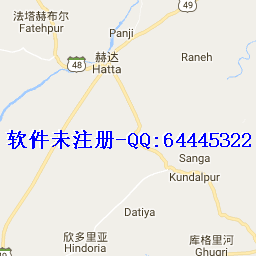 法塔赫布尔
Fatehpur
Panji
49
赫达
Hatta
48
Raneh
软件未注册-QQ:64445322
Sanga
Kundalpur
Datiya
欣多里亚
Hindoria
库格里河
Ghugri